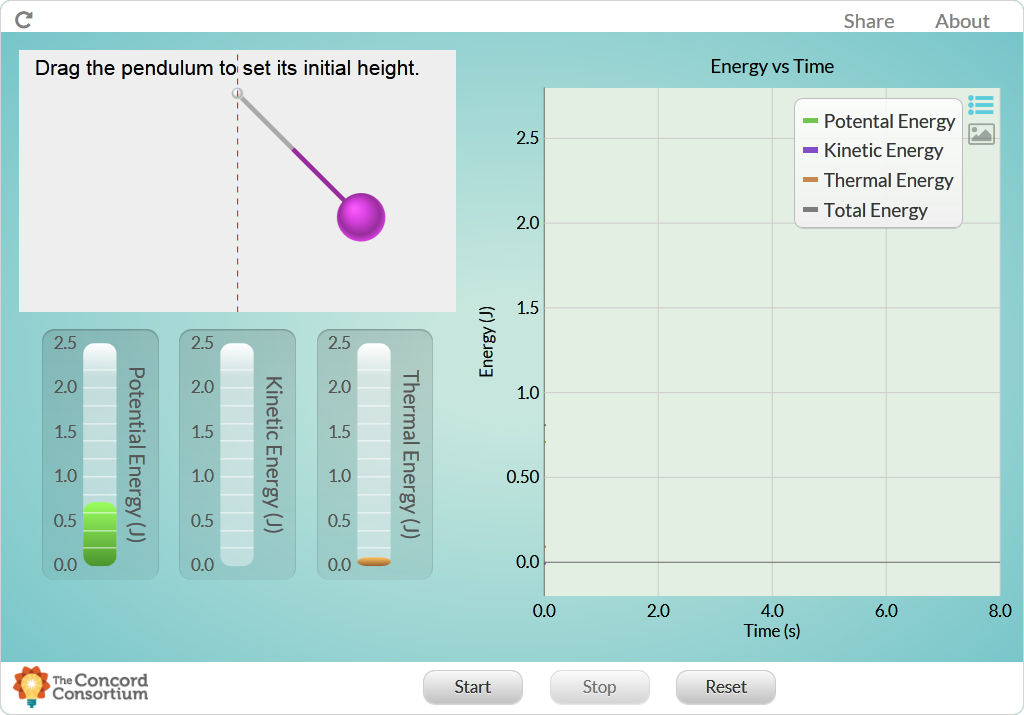 Share
About
Drag the pendulum to set its initial height.
Energy vs Time
Potental Energy
Kinetic Energy
Thermal Energy
Total Energy
2.5
2.0
1.5
1.0
0.50
0.0
Energy (J)
0.0
2.0
4.0
6.0
8.0
Time (s)
2.5
2.0
1.5
1.0
0.5
0.0
Potential Energy (J)
2.5
2.0
1.5
1.0
0.5
0.0
Kinetic Energy (J)
2.5
2.0
1.5
1.0
0.5
0.0
Thermal Energy (J)
The Concord
Consortium
Start
Stop
Reset